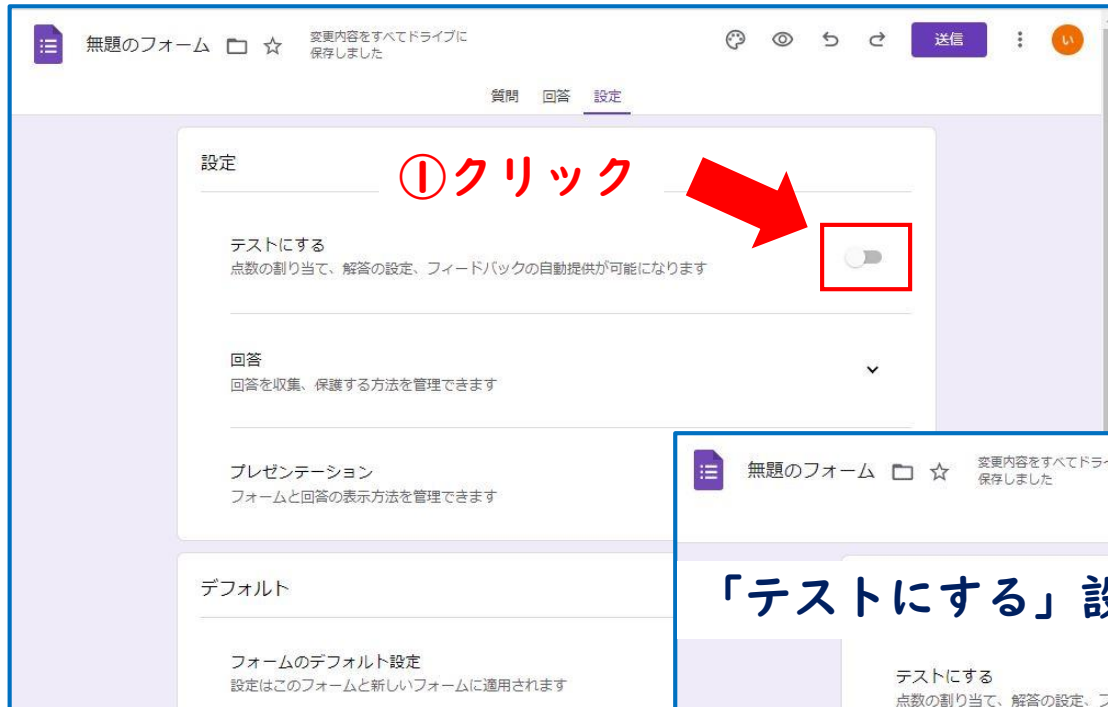 無題のフォーム
変更内容をすべてドライブに
保存しました
送信
い
質問 回答 設定
設定
①クリック
テストにする
点数の割り当て、解答の設定、フィードバックの自動提供が可能になります
回答
回答を収集、保護する方法を管理できます
プレゼンテーション
フォームと回答の表示方法を管理できます
デフォルト
フォームのデフォルト設定
設定はこのフォームと新しいフォームに適用されます
無題のフォーム
変更内容をすべてドライ
保存しました
「テストにする」設
テストにする
点数の割り当て、解答の設定、フ